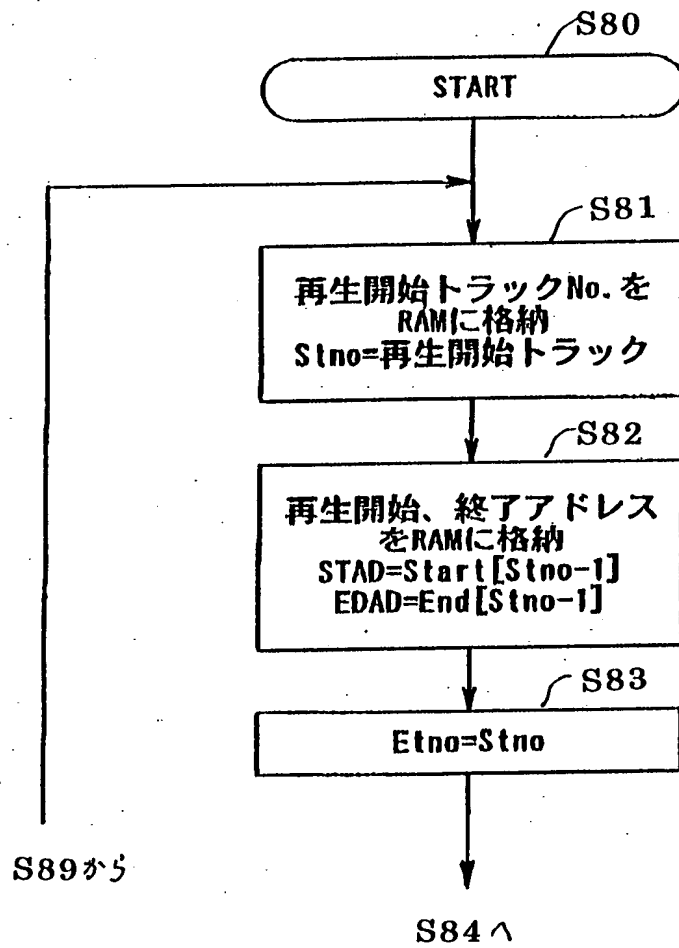 S80
START
S81
再生開始トラックNo.を
RAMに格納
Stno=再生開始トラック
S82
再生開始、終了アドレス
をRAMに格納
STAD=Start[Stno-1]
EDAD=End[Stno-1]
S83
Etno=Stno
S89から
S84へ